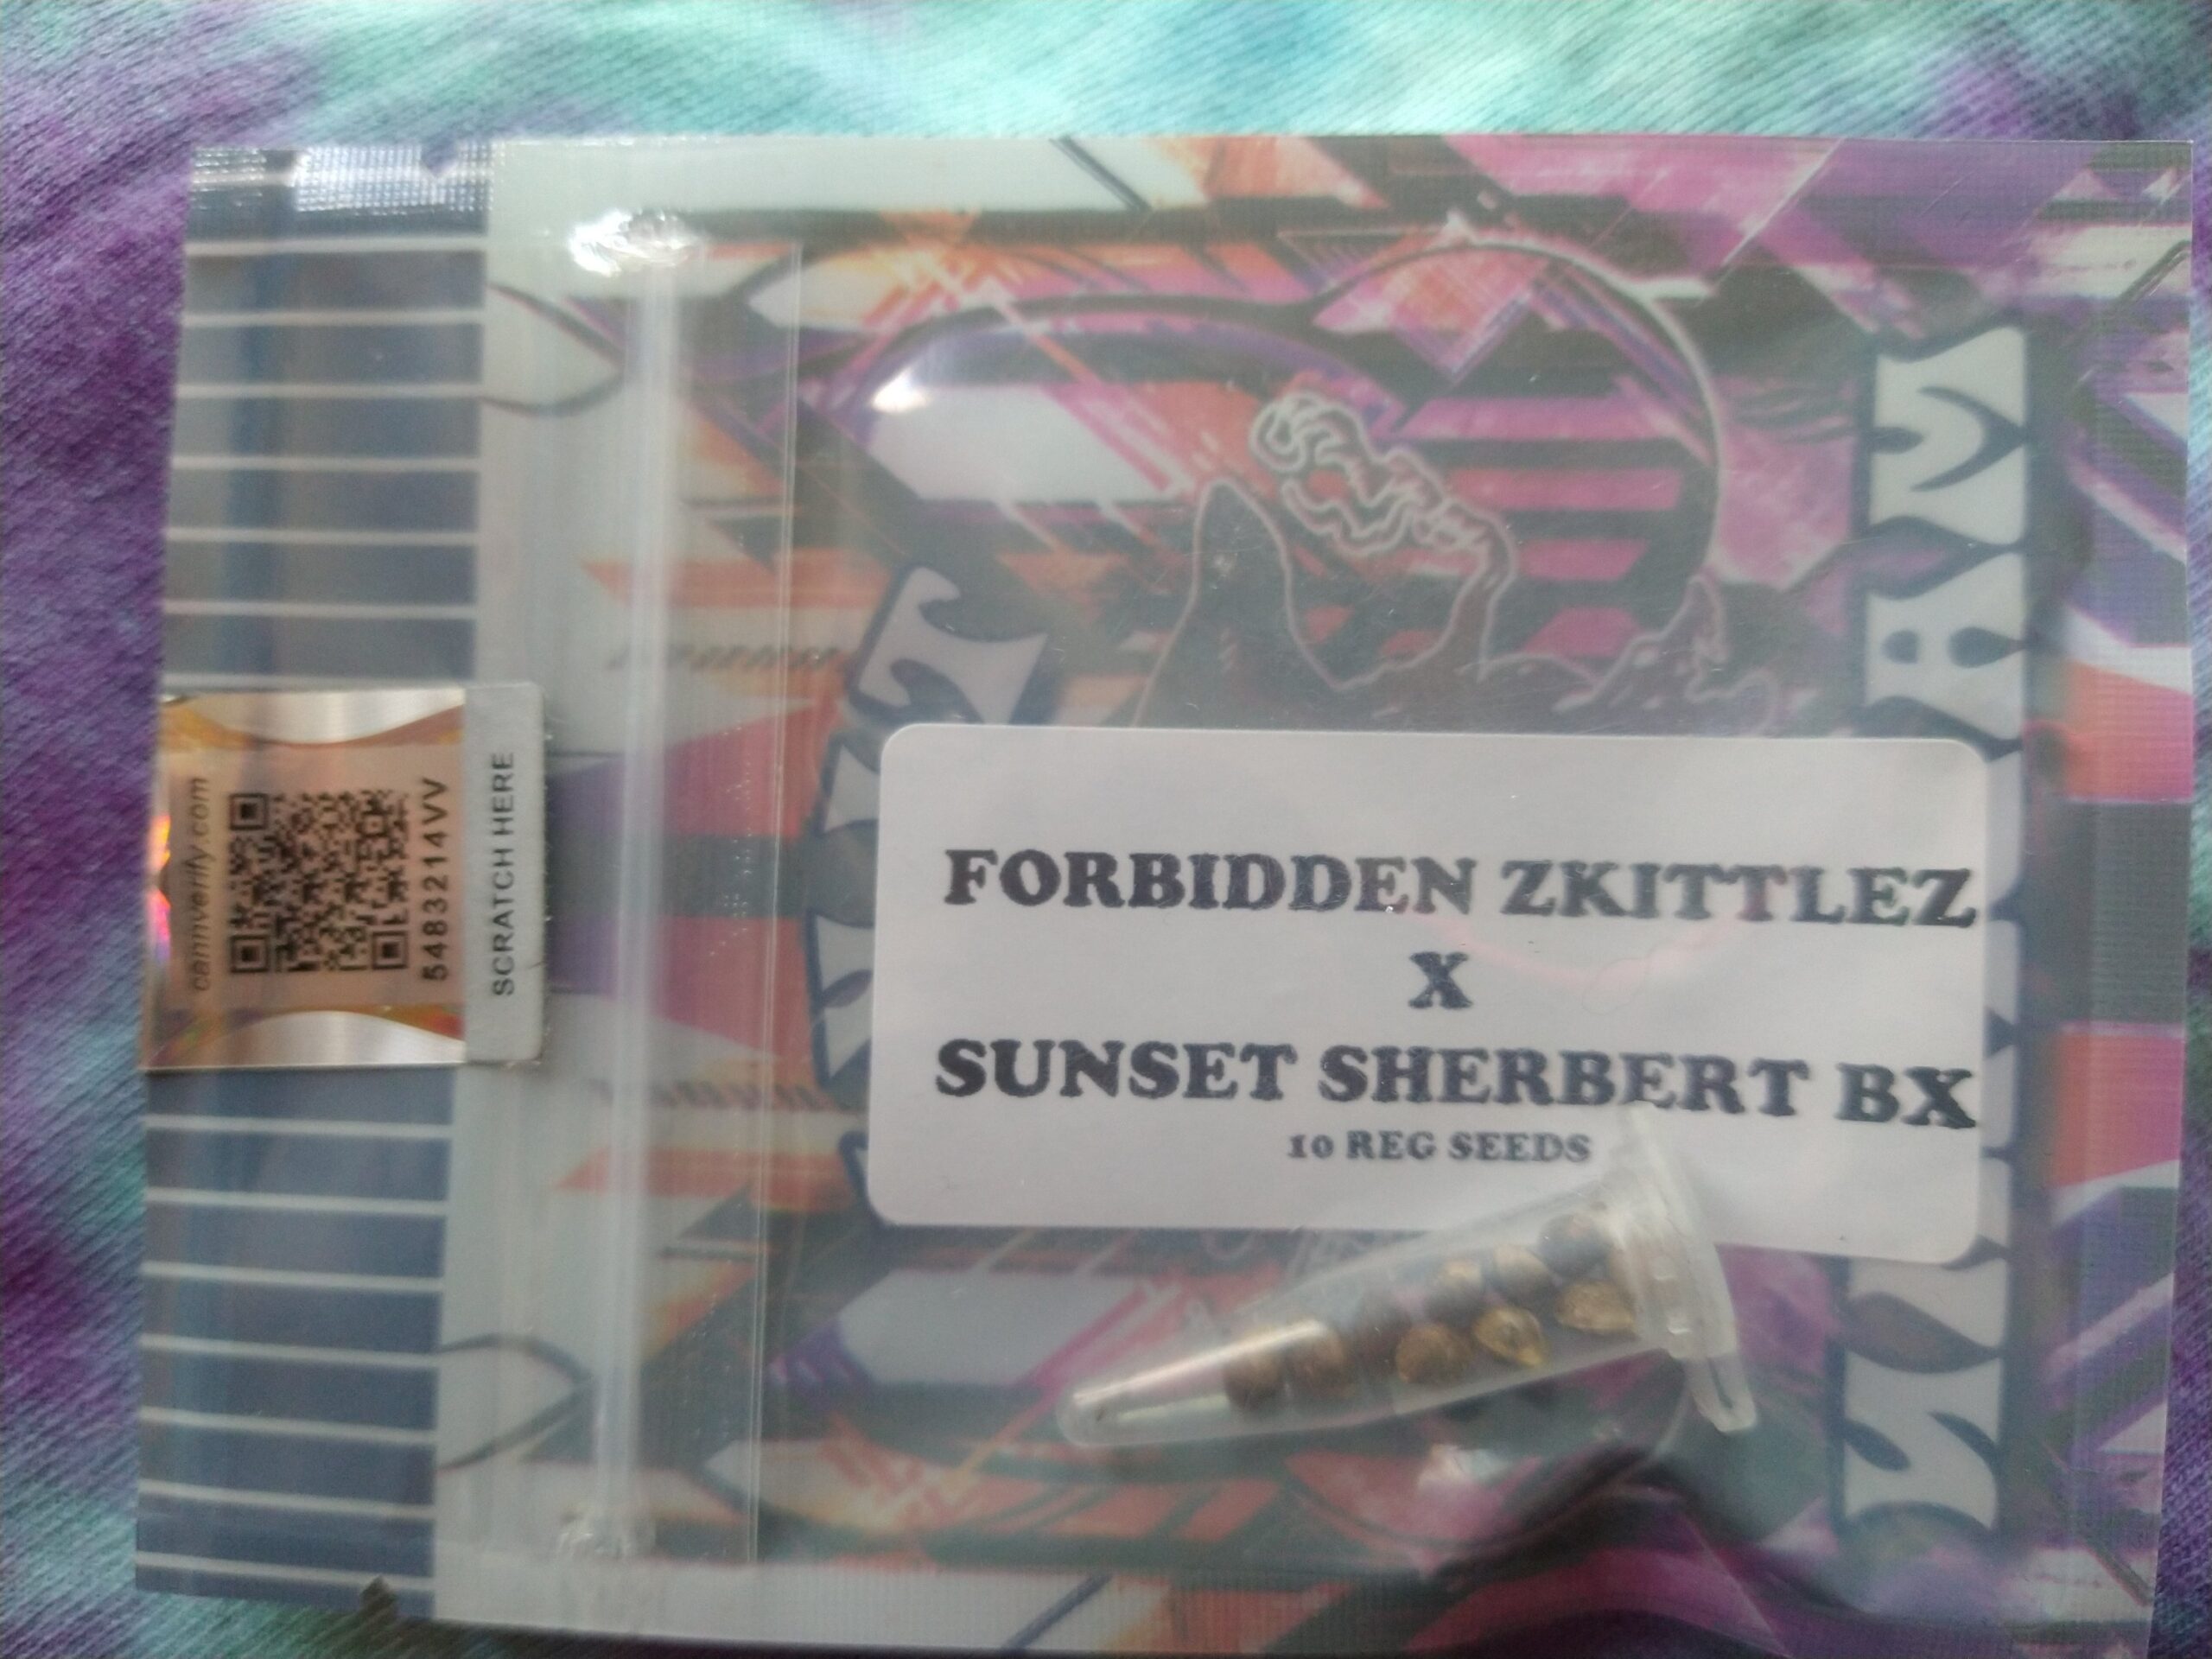 FORBIDDEN ZKITTLEZ
X
SUNSET SHERBERT BX
10 REG SEEDS
cannverify.com
5483214VV
SCRATCH HERE